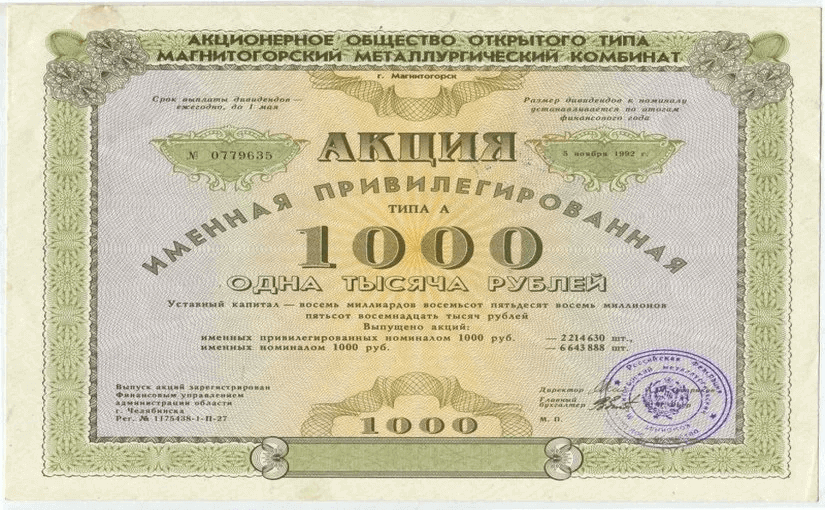 АКЦИОНЕРНОЕ ОБЩЕСТВО ОТКРЫТОГО ТИПА
МАГНИТОГОРСКИЙ МЕТАЛЛУРГИЧЕСКИЙ КОМБИНАТ
г. Магнитогорск
Срок выплаты дивидендов —
ежегодно, до 1 мая
Размер дивидендов к номиналу
устанавливается по итогам
финансового года
№ 0779635
АКЦИЯ
5 ноября 1992 г.
ИМЕННАЯ ПРИВИЛЕГИРОВАННАЯ
ТИПА А
1000
ОДНА ТЫСЯЧА РУБЛЕЙ
Уставный капитал — восемь миллиардов восемьсот пятьдесят восемь миллионов
пятьсот восемнадцать тысяч рублей
Выпущено акций:
именных привилегированных номиналом 1000 руб. — 2 214 630 шт.,
именных номиналом 1000 руб. — 6 643 888 шт.
Выпуск акций зарегистрирован
Финансовым управлением
администрации области
г. Челябинска
Рег. № 1175438-1-П-27
Директор
Главный
бухгалтер
М. П.
Российская
1000